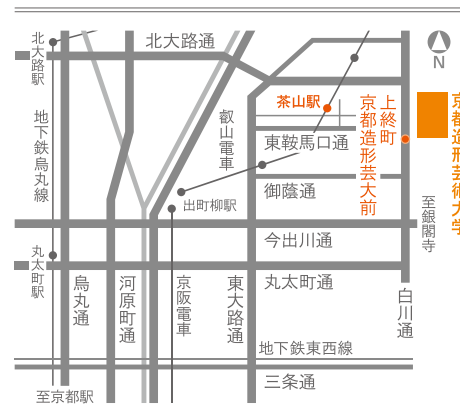 北大路通
北大路駅
N
茶山駅
上終町
京都造形芸大前
京都造形芸術大学
叡山電車
地下鉄烏丸線
東鞍馬口通
御蔭通
出町柳駅
至銀閣寺
今出川通
丸太町駅
丸太町通
烏丸通
河原町通
京阪電車
東大路通
白川通
地下鉄東西線
三条通
至京都駅